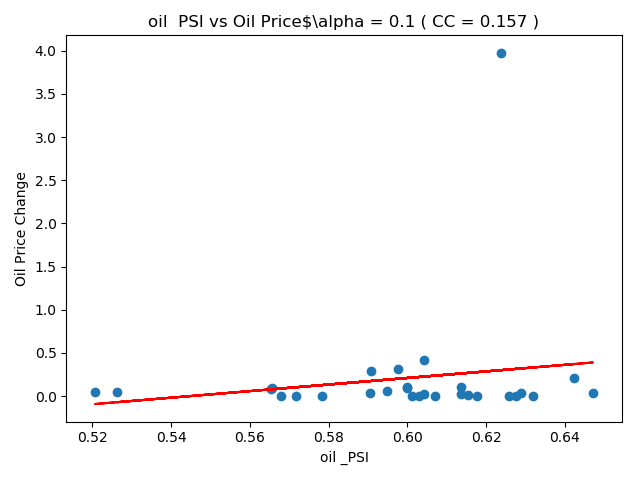 oil  PSI vs Oil Price$\alpha = 0.1 ( CC = 0.157 )
4.0
3.5
3.0
2.5
2.0
1.5
1.0
0.5
0.0
Oil Price Change
0.52 0.54 0.56 0.58 0.60 0.62 0.64
oil _PSI